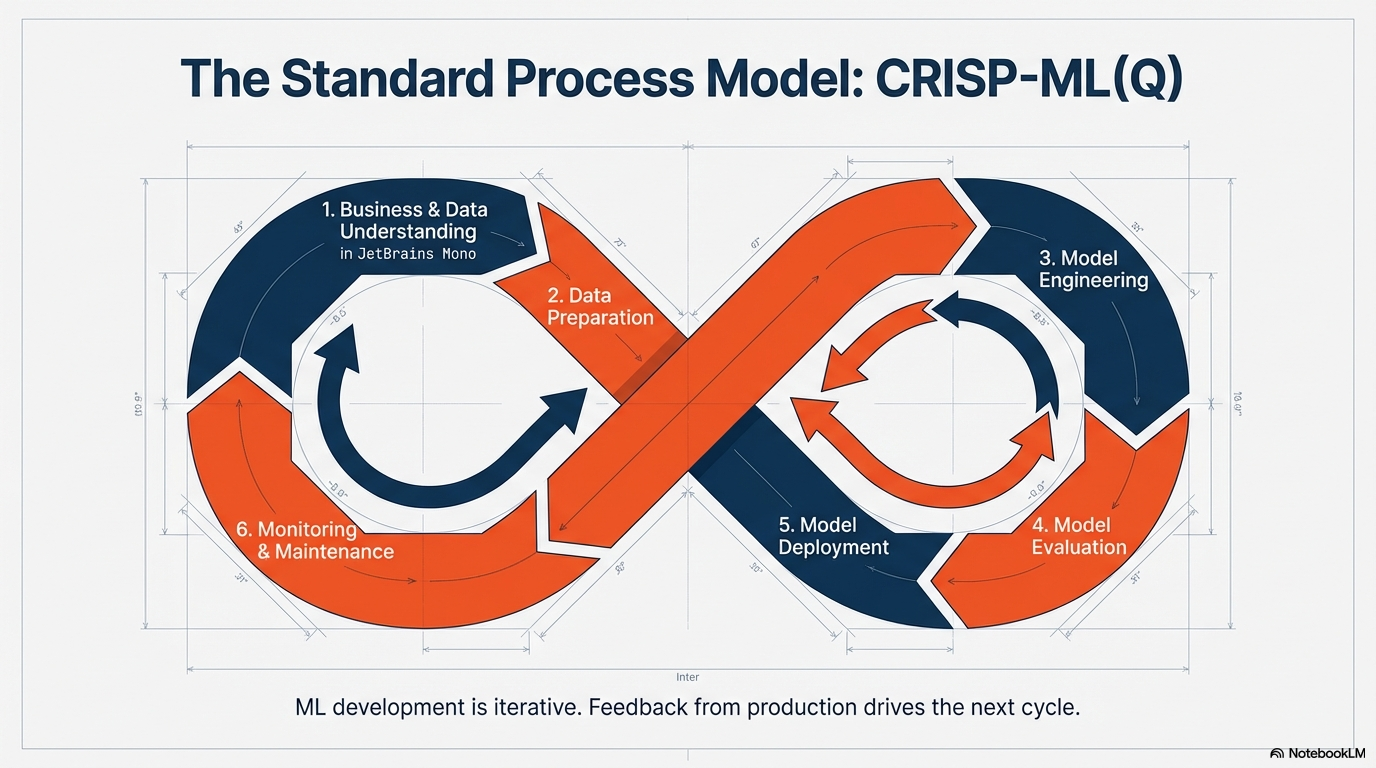 The Standard Process Model: CRISP-ML(Q)
1. Business & Data
Understanding
in JetBrains Mono
2. Data
Preparation
3. Model
Engineering
4. Model
Evaluation
5. Model
Deployment
6. Monitoring
& Maintenance
Inter
ML development is iterative. Feedback from production drives the next cycle.
NotebookLM